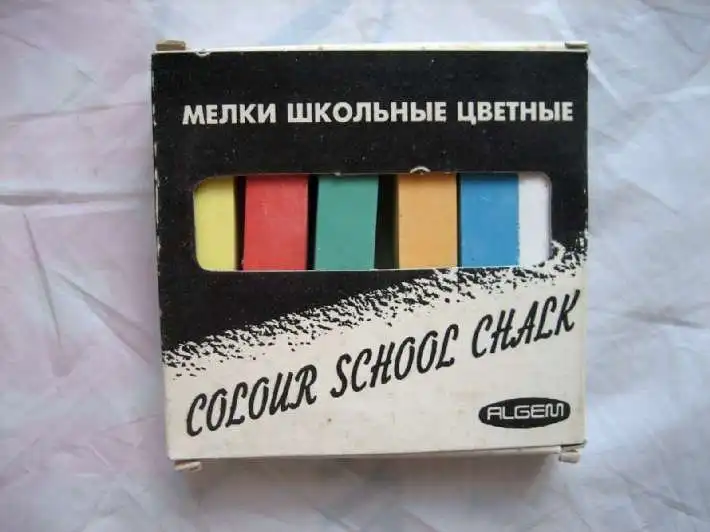 МЕЛКИ ШКОЛЬНЫЕ ЦВЕТНЫЕ
COLOUR SCHOOL CHALK
ALGEM